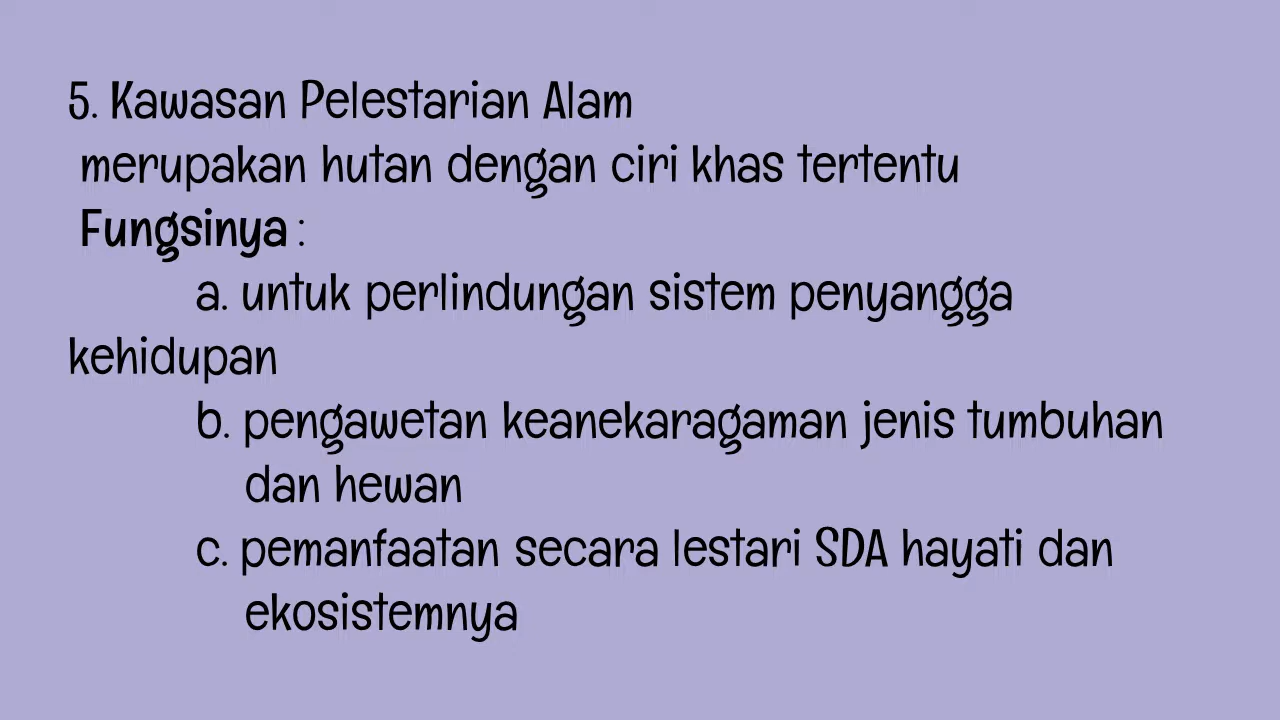 5. Kawasan Pelestarian Alam
merupakan hutan dengan ciri khas tertentu
Fungsinya :
a. untuk perlindungan sistem penyangga
kehidupan
b. pengawetan keanekaragaman jenis tumbuhan
dan hewan
c. pemanfaatan secara lestari SDA hayati dan
ekosistemnya